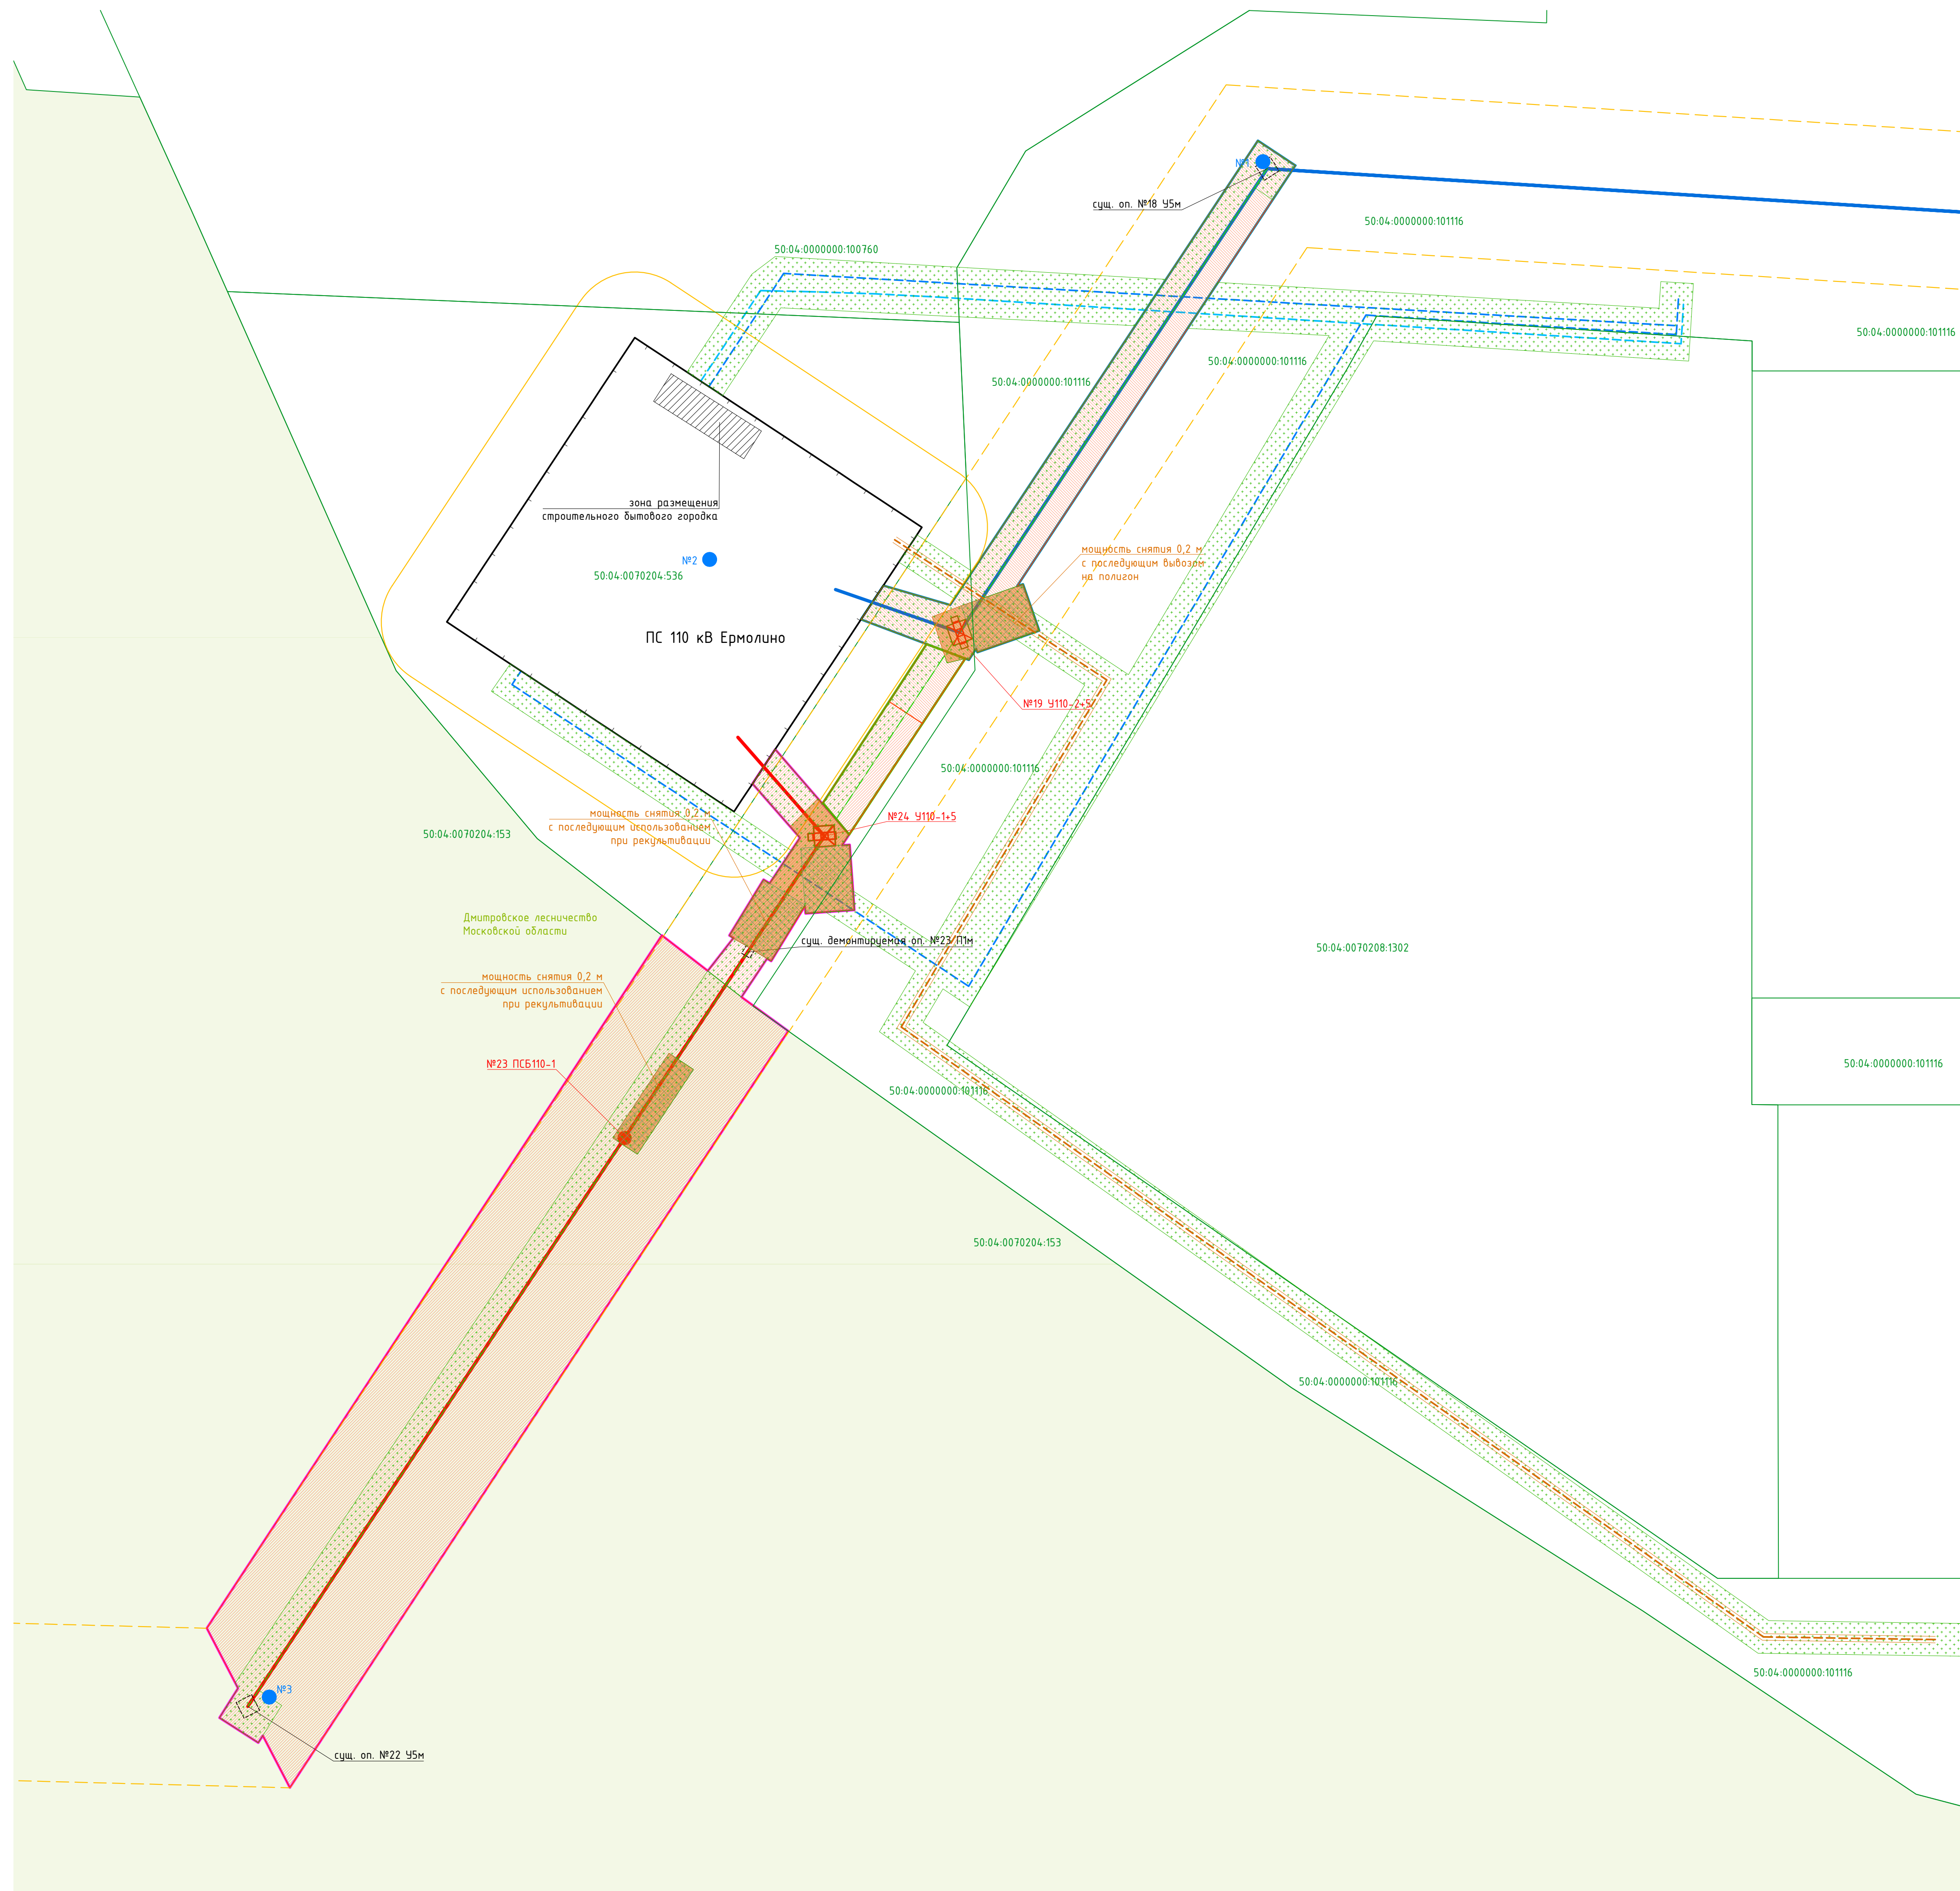 №1
сущ. оп. №18 У5м
50:04:0000000:101116
50:04:0000000:100760
50:04:0000000:101116
50:04:0000000:101116
50:04:0000000:101116
зона размещения
строительного бытового городка
№2
50:04:0070204:536
ПС 110 кВ Ермолино
мощность снятия 0,2 м
с последующим вывозом
на полигон
№19 У110-2+5
50:04:0000000:101116
мощность снятия 0,2 м
с последующим использованием
при рекультивации
№24 У110-1+5
50:04:0070204:153
Дмитровское лесничество
Московской области
сущ. демонтируемая оп. №23 П1м
50:04:0070208:1302
мощность снятия 0,2 м
с последующим использованием
при рекультивации
№23 ПСБ110-1
50:04:0000000:101116
50:04:0000000:101116
50:04:0070204:153
50:04:0000000:101116
50:04:0000000:101116
№3
сущ. оп. №22 У5м